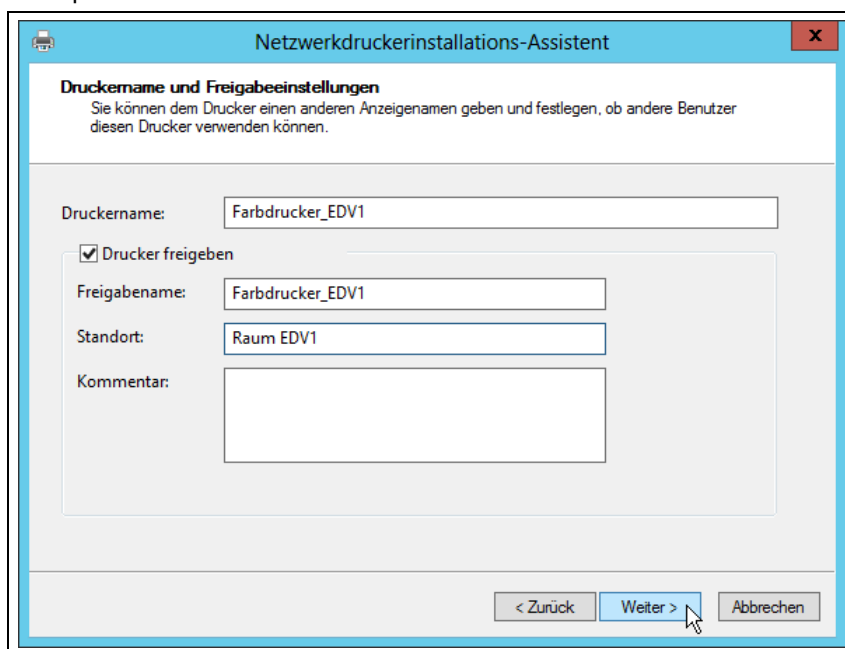 Netzwerkdruckerinstallations-Assistent
x
Druckername und Freigabeeinstellungen
Sie können dem Drucker einen anderen Anzeigenamen geben und festlegen, ob andere Benutzer
diesen Drucker verwenden können.
Druckername: Farbdrucker_EDV1
Drucker freigeben
Freigabename: Farbdrucker_EDV1
Standort: Raum EDV1
Kommentar:
< Zurück Weiter > Abbrechen